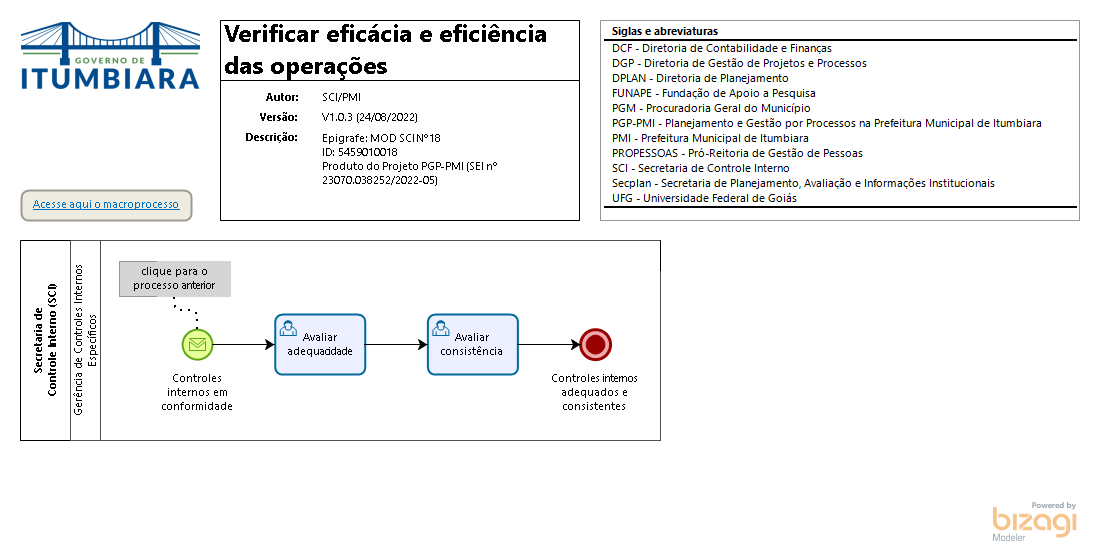 GOVERNO DE
ITUMBIARA
Acesse aqui o macroprocesso
Verificar eficácia e eficiência
das operações
Autor: SCI/PMI
Versão: V1.0.3 (24/08/2022)
Descrição: Epigrafe: MOD SCI Nº18
ID: 5459010018
Produto do Projeto PGP-PMI (SEI nº
23070.038252/2022-05)
Siglas e abreviaturas
DCF - Diretoria de Contabilidade e Finanças
DGP - Diretoria de Gestão de Projetos e Processos
DPLAN - Diretoria de Planejamento
FUNAPE - Fundação de Apoio a Pesquisa
PGM - Procuradoria Geral do Município
PGP-PMI - Planejamento e Gestão por Processos na Prefeitura Municipal de Itumbiara
PMI - Prefeitura Municipal de Itumbiara
PROPESSOAS - Pró-Reitoria de Gestão de Pessoas
SCI - Secretaria de Controle Interno
Secplan - Secretaria de Planejamento, Avaliação e Informações Institucionais
UFG - Universidade Federal de Goiás
Secretaria de
Controle Interno (SCI)
Gerência de Controles Internos
Específicos
clique para o
processo anterior
Controles
internos em
conformidade
Avaliar
adequadidade
Avaliar
consistência
Controles internos
adequados e
consistentes
Powered by
bizagi
Modeler